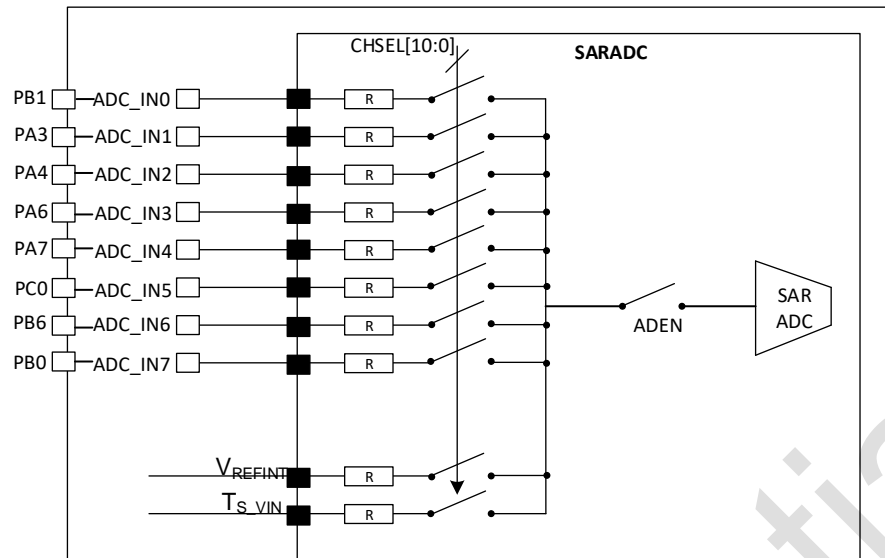 CHSEL[10:0] SARADC
PB1 ADC_IN0 R
PA3 ADC_IN1 R
PA4 ADC_IN2 R
PA6 ADC_IN3 R
PA7 ADC_IN4 R
PC0 ADC_IN5 R
PB6 ADC_IN6 R
PB0 ADC_IN7 R
ADEN
SAR
ADC
VREFINT R
TS_VIN R